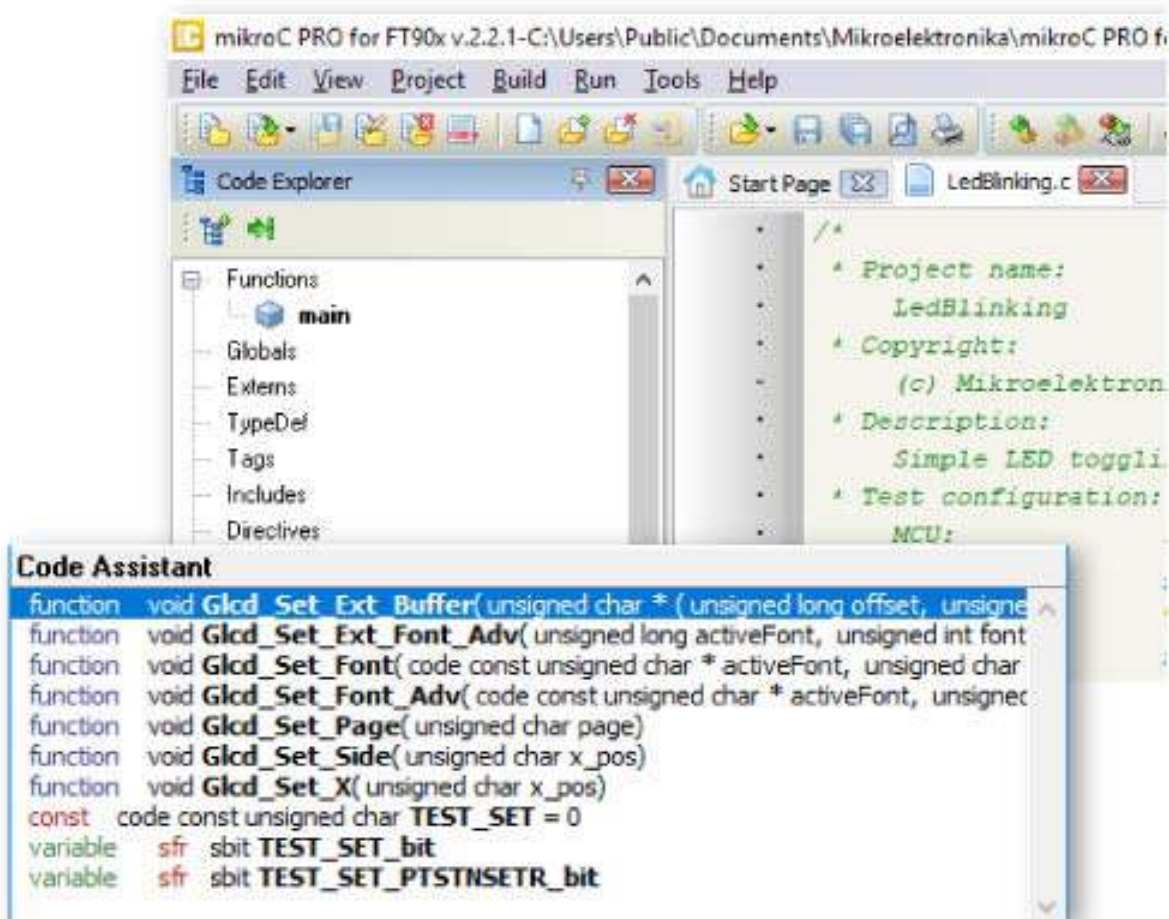 mikroC PRO for FT90x v.2.2.1-C:\Users\Public\Documents\Mikroelektronika\mikroC PRO f
File Edit View Project Build Run Tools Help
Code Explorer
Start Page LedBlinking.c
Functions
main
Globals
Externs
TypeDef
Tags
Includes
Directives
/*
* Project name:
LedBlinking
* Copyright:
(c) Mikroelektron
* Description:
Simple LED toggli
* Test configuration:
MCU:
Code Assistant
function void Glcd_Set_Ext_Buffer( unsigned char * ( unsigned long offset, unsigne
function void Glcd_Set_Ext_Font_Adv( unsigned long activeFont, unsigned int font
function void Glcd_Set_Font( code const unsigned char * activeFont, unsigned char
function void Glcd_Set_Font_Adv( code const unsigned char * activeFont, unsigned
function void Glcd_Set_Page( unsigned char page)
function void Glcd_Set_Side( unsigned char x_pos)
function void Glcd_Set_X( unsigned char x_pos)
const code const unsigned char TEST_SET = 0
variable sfr sbit TEST_SET_bit
variable sfr sbit TEST_SET_PTSTNSETR_bit